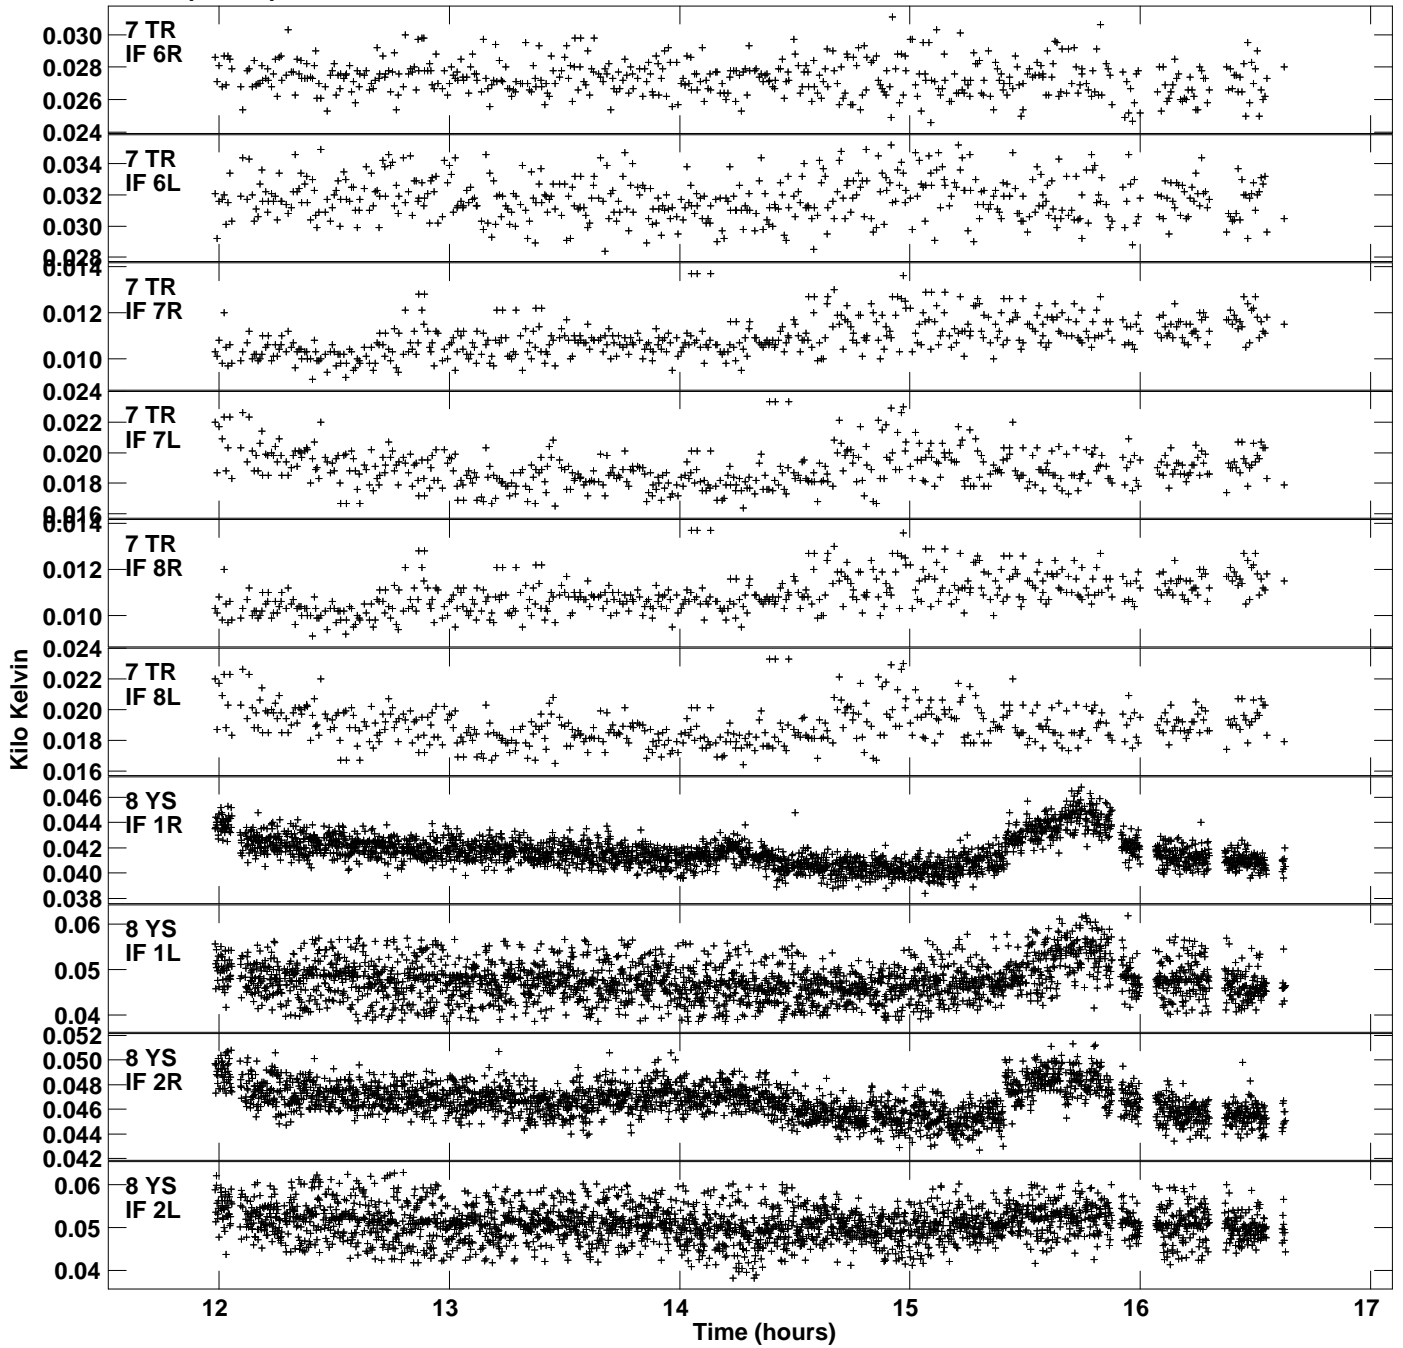 7 TR
IF 6R
0.030
0.028
0.026
0.024
7 TR
IF 6L
0.034
0.032
0.030
0.028
7 TR
IF 7R
0.014
0.012
0.010
7 TR
IF 7L
0.024
0.022
0.020
0.018
0.016
7 TR
IF 8R
0.014
0.012
0.010
7 TR
IF 8L
0.024
0.022
0.020
0.018
0.016
8 YS
IF 1R
0.046
0.044
0.042
0.040
0.038
8 YS
IF 1L
0.06
0.05
0.04
8 YS
IF 2R
0.052
0.050
0.048
0.046
0.044
0.042
8 YS
IF 2L
0.06
0.05
0.04
Kilo Kelvin
12 13 14 15 16 17
Time (hours)